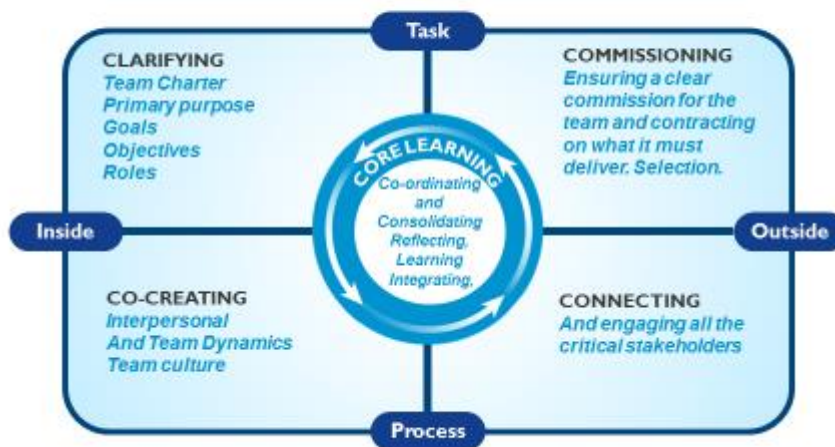 Task
CLARIFYING
Team Charter
Primary purpose
Goals
Objectives
Roles
COMMISSIONING
Ensuring a clear
commission for the
team and contracting
on what it must
deliver. Selection.
CORE LEARNING
Co-ordinating
and
Consolidating
Reflecting,
Learning
Integrating,
Inside
Outside
CO-CREATING
Interpersonal
And Team Dynamics
Team culture
CONNECTING
And engaging all the
critical stakeholders
Process